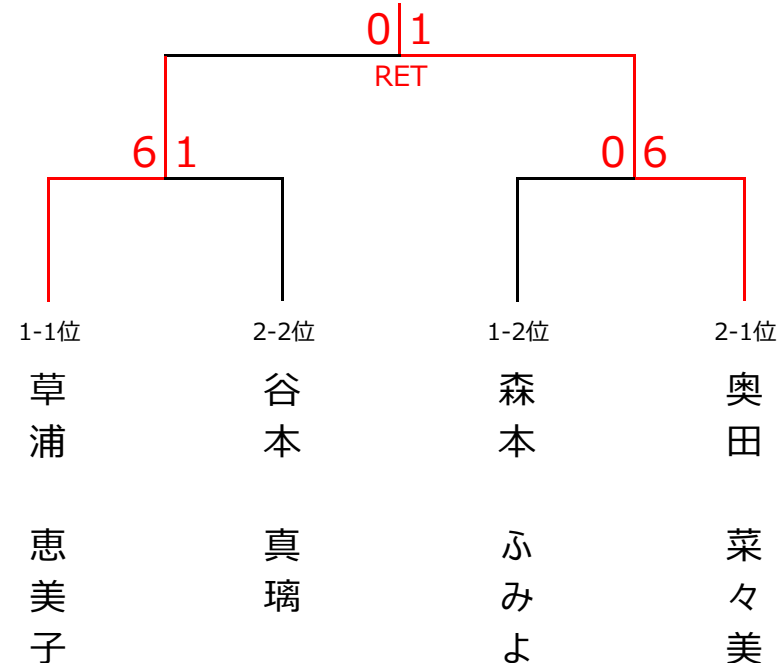 0 1
RET
6 1
0 6
1-1位
2-2位
1-2位
2-1位
草浦 恵美子
谷本 真璃
森本 ふみよ
奥田 菜々美